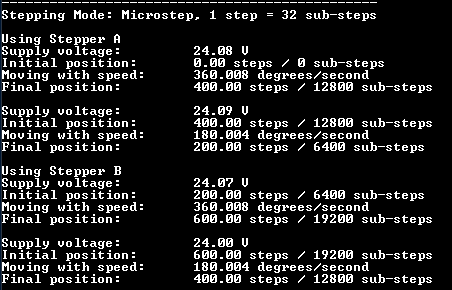 --------------------------------------------------
Stepping Mode: Microstep, 1 step = 32 sub-steps
Using Stepper A
Supply voltage: 24.08 V
Initial position: 0.00 steps / 0 sub-steps
Moving with speed: 360.008 degrees/second
Final position: 400.00 steps / 12800 sub-steps
Supply voltage: 24.09 V
Initial position: 400.00 steps / 12800 sub-steps
Moving with speed: 180.004 degrees/second
Final position: 200.00 steps / 6400 sub-steps
Using Stepper B
Supply voltage: 24.07 V
Initial position: 200.00 steps / 6400 sub-steps
Moving with speed: 360.008 degrees/second
Final position: 600.00 steps / 19200 sub-steps
Supply voltage: 24.00 V
Initial position: 600.00 steps / 19200 sub-steps
Moving with speed: 180.004 degrees/second
Final position: 400.00 steps / 12800 sub-steps